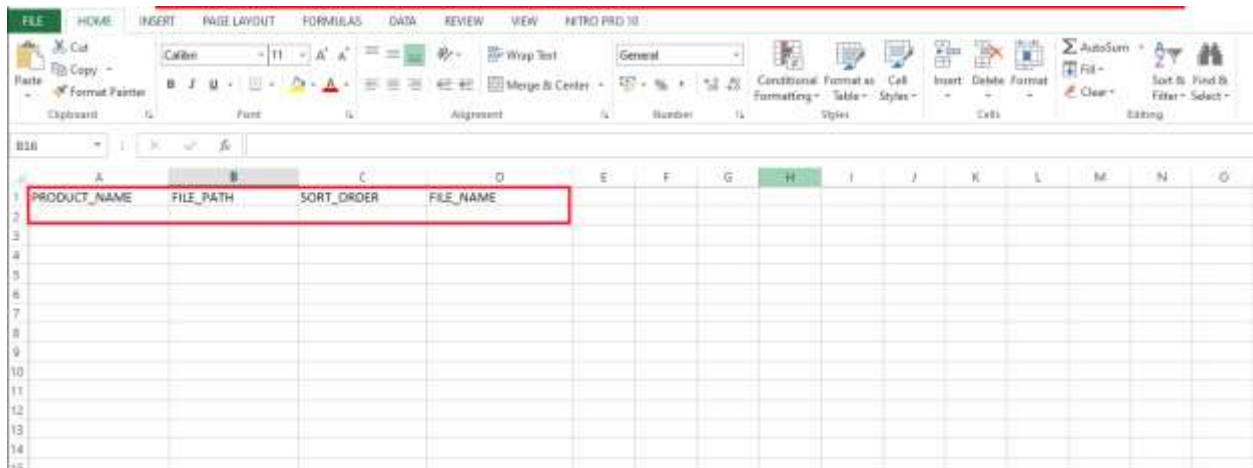 FILE HOME INSERT PAGE LAYOUT FORMULAS DATA REVIEW VIEW NITRO PRO 10
Cut
Copy
Format Painter
Paste
Calibri 11
B I U
Wrap Text
Merge & Center
General
%
Conditional Formatting
Format as Table
Cell Styles
Insert Delete Format
AutoSum
Fill
Clear
Sort & Filter
Find & Select
Clipboard Font Alignment Number Styles Cells Editing
B16 fx
A B C D E F G H I J K L M N O
1 PRODUCT_NAME FILE_PATH SORT_ORDER FILE_NAME
2
3
4
5
6
7
8
9
10
11
12
13
14
15